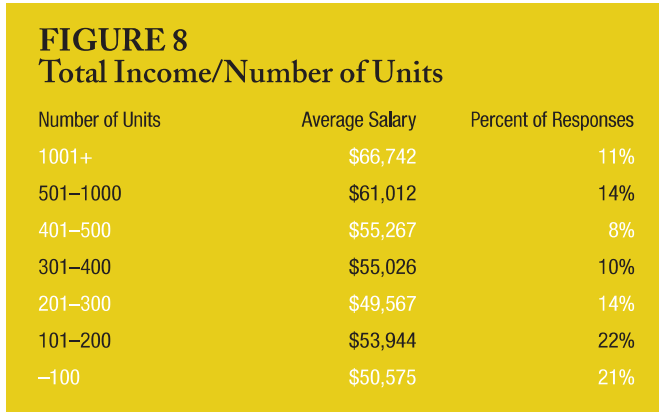 FIGURE 8
Total Income/Number of Units
Number of Units Average Salary Percent of Responses
1001+ $66,742 11%
501–1000 $61,012 14%
401–500 $55,267 8%
301–400 $55,026 10%
201–300 $49,567 14%
101–200 $53,944 22%
–100 $50,575 21%